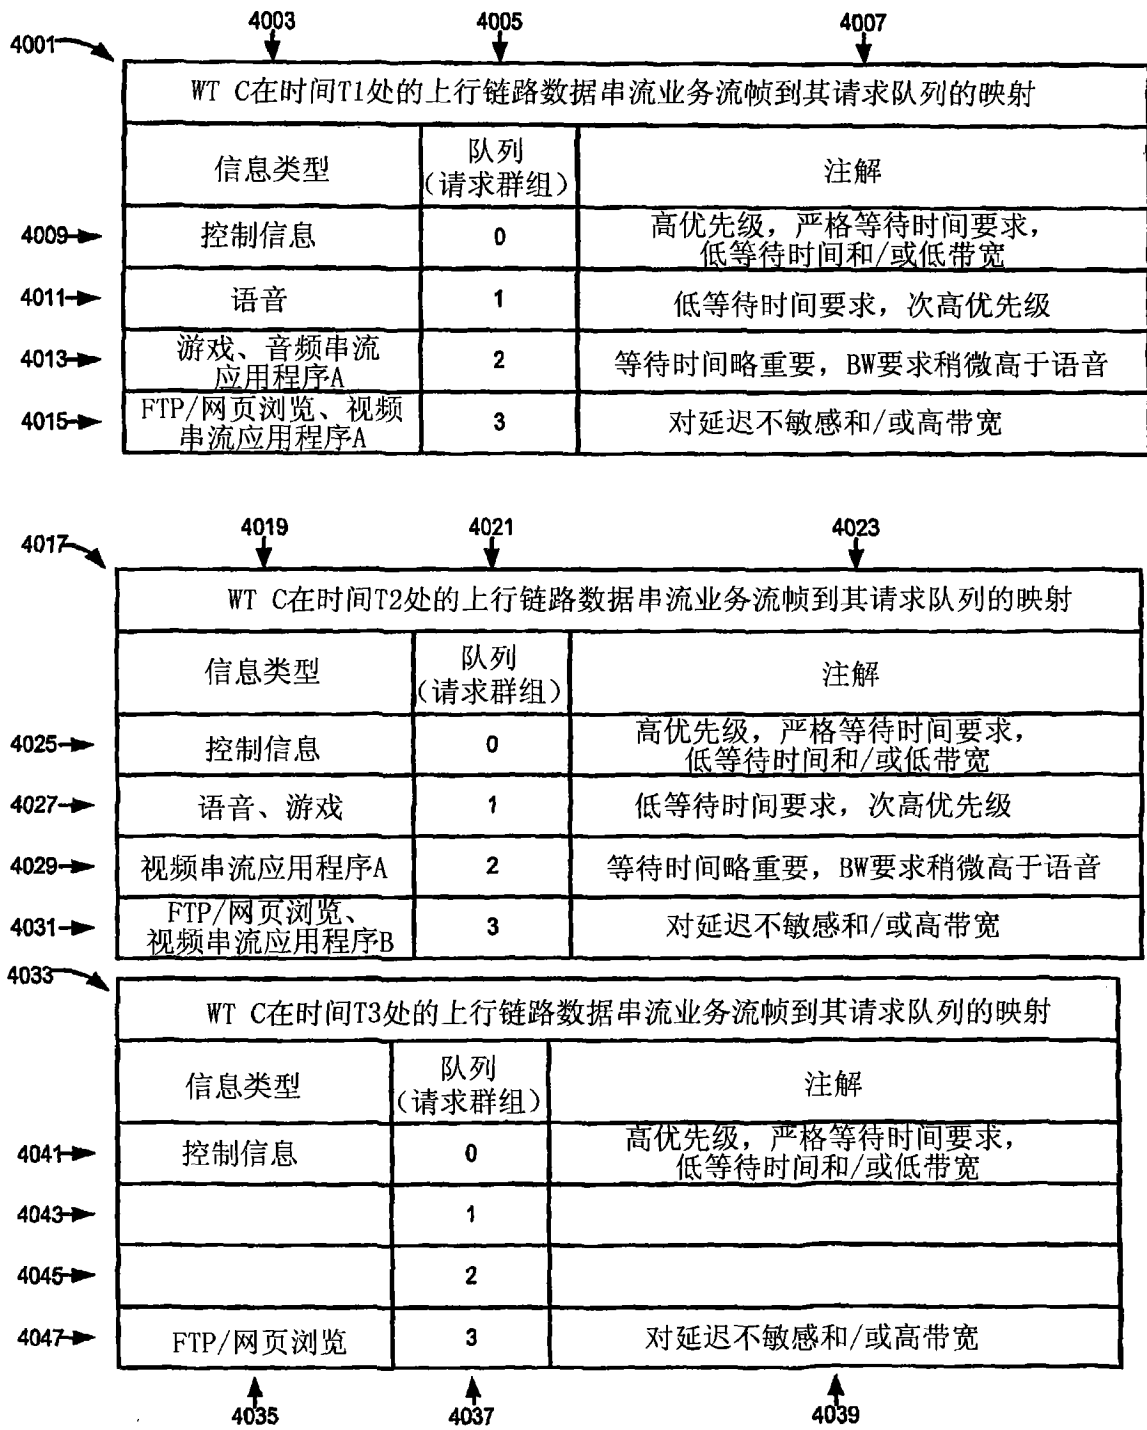 4003 4005 4007
4001
WT C在时间T1处的上行链路数据串流业务流帧到其请求队列的映射
信息类型 队列 注解
(请求群组)
4009 控制信息 0 高优先级，严格等待时间要求，
低等待时间和/或低带宽
4011 语音 1 低等待时间要求，次高优先级
4013 游戏、音频串流 2 等待时间略重要，BW要求稍微高于语音
应用程序A
4015 FTP/网页浏览、视频 3 对延迟不敏感和/或高带宽
串流应用程序A
4019 4021 4023
4017
WT C在时间T2处的上行链路数据串流业务流帧到其请求队列的映射
信息类型 队列 注解
(请求群组)
4025 控制信息 0 高优先级，严格等待时间要求，
低等待时间和/或低带宽
4027 语音、游戏 1 低等待时间要求，次高优先级
4029 视频串流应用程序A 2 等待时间略重要，BW要求稍微高于语音
4031 FTP/网页浏览、 3 对延迟不敏感和/或高带宽
视频串流应用程序B
4033
WT C在时间T3处的上行链路数据串流业务流帧到其请求队列的映射
信息类型 队列 注解
(请求群组)
4041 控制信息 0 高优先级，严格等待时间要求，
低等待时间和/或低带宽
4043 1
4045 2
4047 FTP/网页浏览 3 对延迟不敏感和/或高带宽
4035 4037 4039